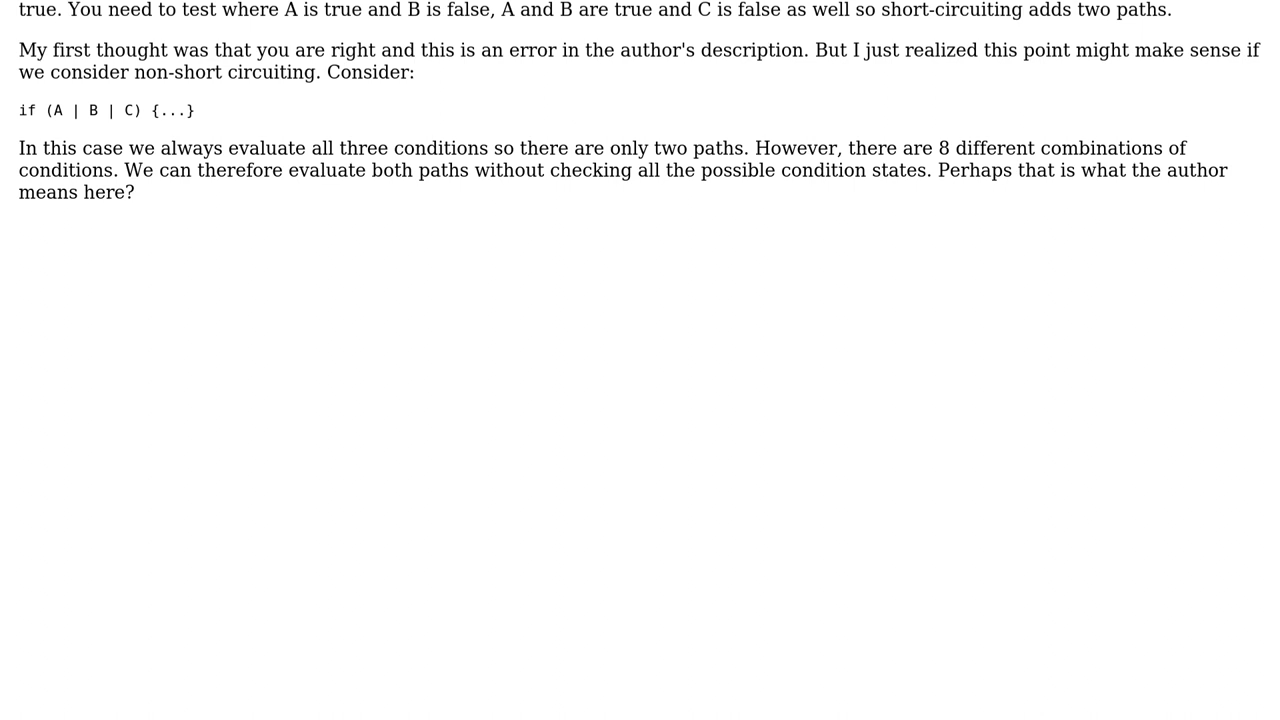 true. You need to test where A is true and B is false, A and B are true and C is false as well so short-circuiting adds two paths.
My first thought was that you are right and this is an error in the author's description. But I just realized this point might make sense if
we consider non-short circuiting. Consider:
if (A | B | C) {...}
In this case we always evaluate all three conditions so there are only two paths. However, there are 8 different combinations of
conditions. We can therefore evaluate both paths without checking all the possible condition states. Perhaps that is what the author
means here?